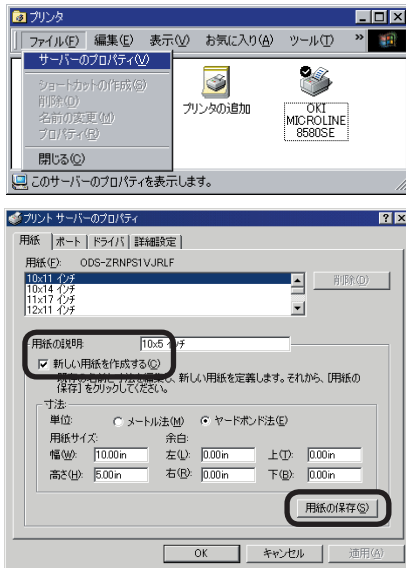 プリンタ
ファイル(F) 編集(E) 表示(V) お気に入り(A) ツール(T) »
サーバーのプロパティ(V)
ショートカットの作成(S)
削除(D)
名前の変更(M)
プロパティ(R)
閉じる(C)
プリンタの追加
OKI
MICROLINE
8580SE
このサーバーのプロパティを表示します。
プリント サーバーのプロパティ
用紙 ポート ドライバ 詳細設定
用紙(F): ODS-ZRNPS1VJRLF
10x11 インチ
10x14 インチ
11x17 インチ
12x11 インチ
削除(D)
用紙の説明: 10x5 インチ
新しい用紙を作成する(C)
既存の名前と寸法を編集し、新しい用紙を定義します。それから、[用紙の
保存] をクリックしてください。
寸法:
単位: メートル法(M) ヤードポンド法(E)
用紙サイズ: 余白:
幅(W): 10.00in 左(L): 0.00in 上(T): 0.00in
高さ(H): 5.00in 右(R): 0.00in 下(B): 0.00in
用紙の保存(S)
OK キャンセル 適用(A)